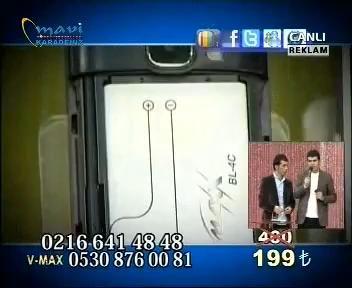 mavi
KARADENİZ
f
CANLI
REKLAM
BL-4C
0216 641 48 48
V-MAX 0530 876 00 81
400
199 ₺